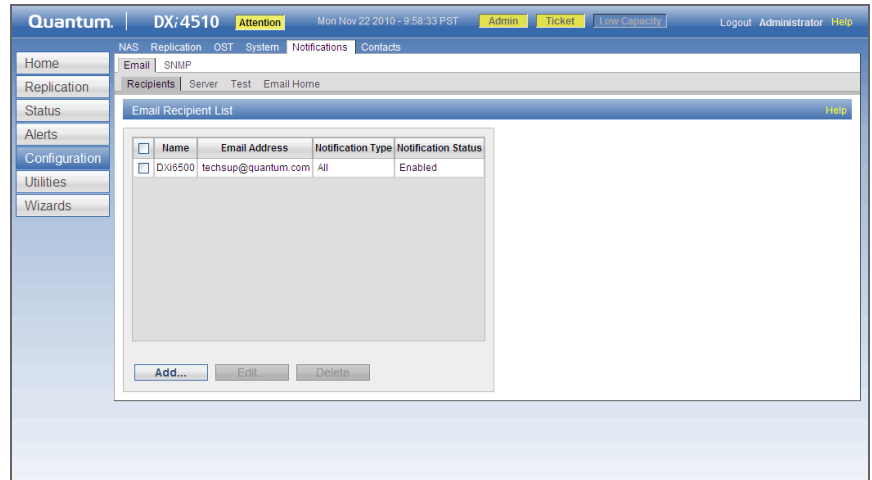 Quantum. DXi4510 Attention Mon Nov 22 2010 - 9:58:33 PST Admin Ticket Low Capacity Logout Administrator Help
NAS Replication OST System Notifications Contacts
Home
Email SNMP
Replication
Recipients Server Test Email Home
Status
Email Recipient List Help
Alerts
Configuration
Utilities
Wizards
Name Email Address Notification Type Notification Status
DXi6500 techsup@quantum.com All Enabled
Add... Edit... Delete